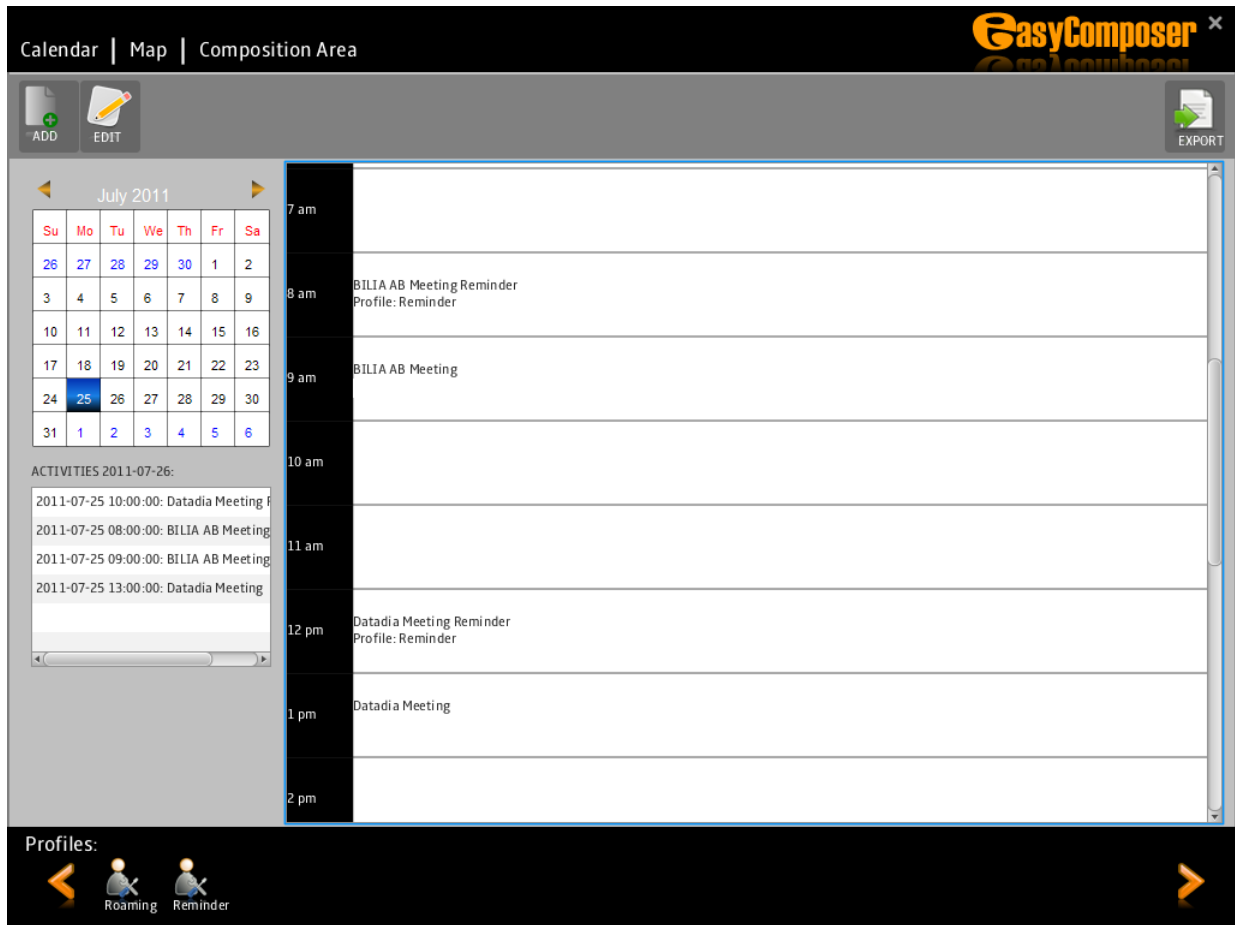 Calendar | Map | Composition Area
easyComposer ×
ADD
EDIT
EXPORT
July 2011
Su Mo Tu We Th Fr Sa
26 27 28 29 30 1 2
3 4 5 6 7 8 9
10 11 12 13 14 15 16
17 18 19 20 21 22 23
24 25 26 27 28 29 30
31 1 2 3 4 5 6
ACTIVITIES 2011-07-26:
2011-07-25 10:00:00: Datadia Meeting
2011-07-25 08:00:00: BILIA AB Meeting
2011-07-25 09:00:00: BILIA AB Meeting
2011-07-25 13:00:00: Datadia Meeting
7 am
8 am
BILIA AB Meeting Reminder
Profile: Reminder
9 am
BILIA AB Meeting
10 am
11 am
12 pm
Datadia Meeting Reminder
Profile: Reminder
1 pm
Datadia Meeting
2 pm
Profiles:
Roaming
Reminder